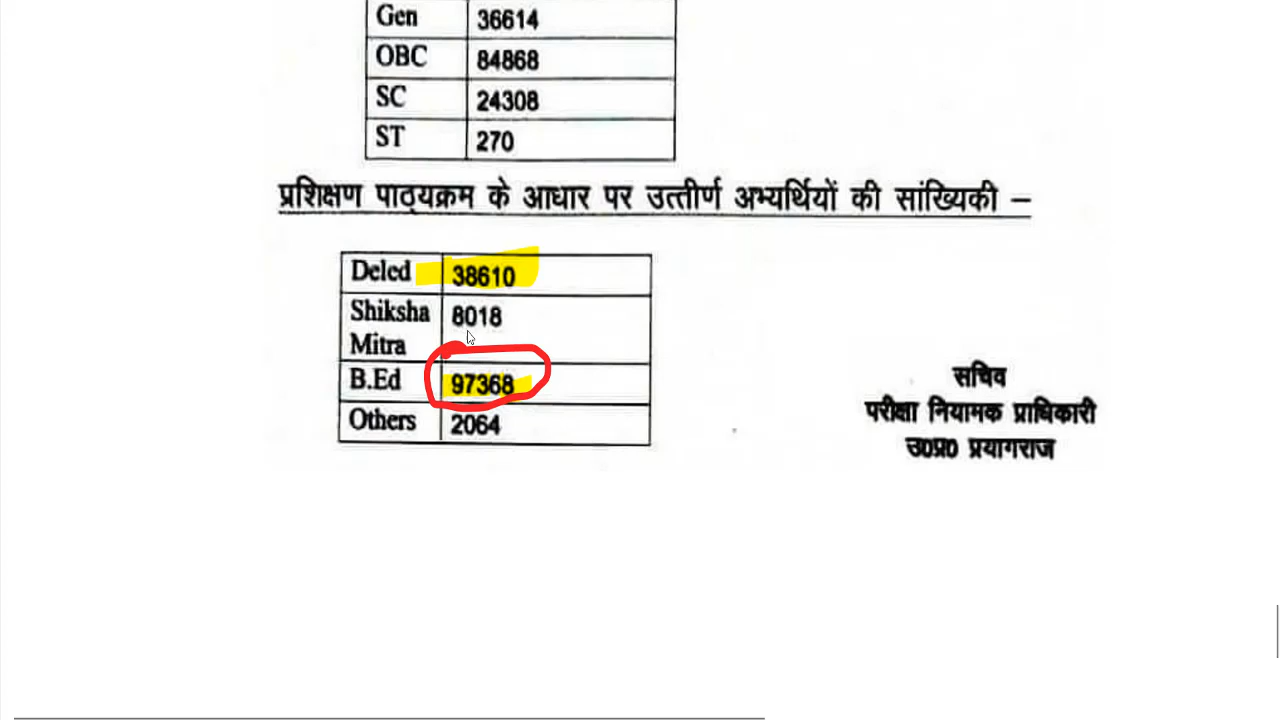 Gen 36614
OBC 84868
SC 24308
ST 270
प्रशिक्षण पाठ्यक्रम के आधार पर उत्तीर्ण अभ्यर्थियों की सांख्यिकी –
Deled 38610
Shiksha Mitra 8018
B.Ed 97368
Others 2064
सचिव
परीक्षा नियामक प्राधिकारी
उ0प्र0 प्रयागराज